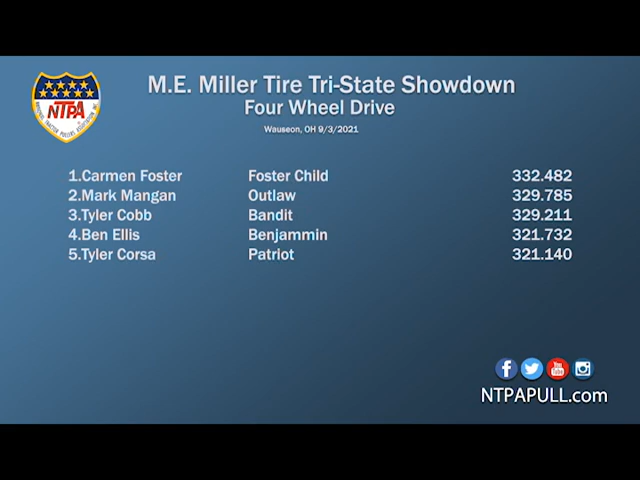 M.E. Miller Tire Tri-State Showdown
Four Wheel Drive
Wauseon, OH 9/3/2021
NTPA
1.Carmen Foster Foster Child 332.482
2.Mark Mangan Outlaw 329.785
3.Tyler Cobb Bandit 329.211
4.Ben Ellis Benjammin 321.732
5.Tyler Corsa Patriot 321.140
You Tube
NTPAPULL.com